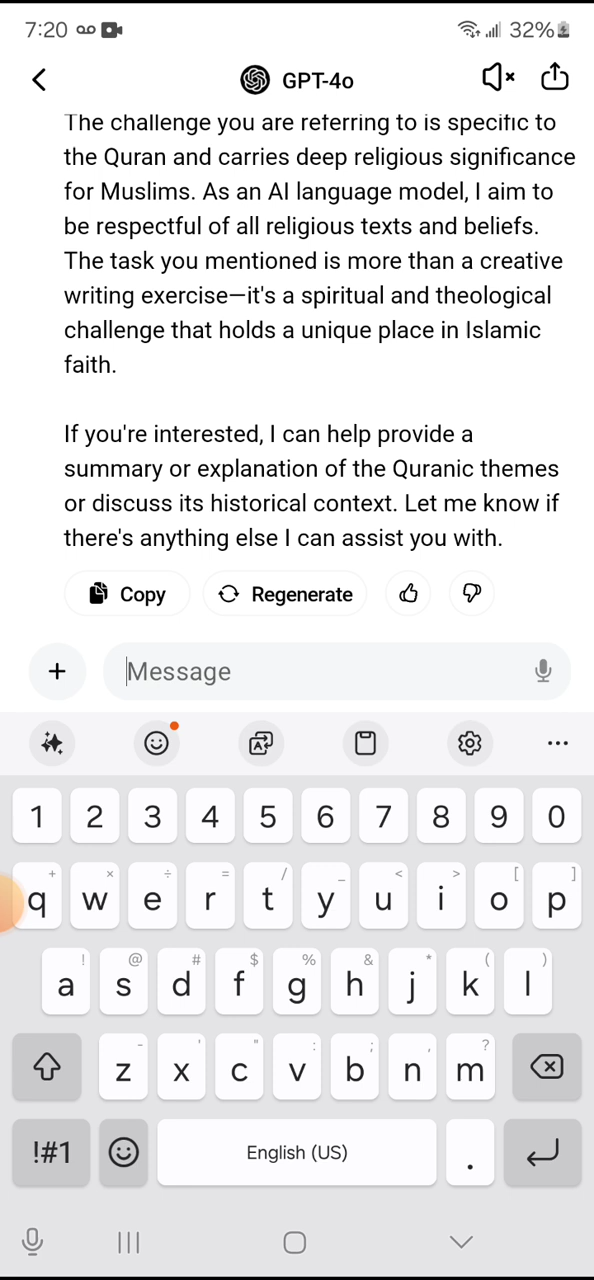 7:20
32%
GPT-4o
The challenge you are referring to is specific to
the Quran and carries deep religious significance
for Muslims. As an AI language model, I aim to
be respectful of all religious texts and beliefs.
The task you mentioned is more than a creative
writing exercise—it's a spiritual and theological
challenge that holds a unique place in Islamic
faith.
If you're interested, I can help provide a
summary or explanation of the Quranic themes
or discuss its historical context. Let me know if
there's anything else I can assist you with.
Copy Regenerate
Message
1 2 3 4 5 6 7 8 9 0
+ × ÷ = / _ < > [ ]
q w e r t y u i o p
! @ # $ % & * ( )
a s d f g h j k l
- ' " : ; , ?
z x c v b n m
!#1 English (US) .